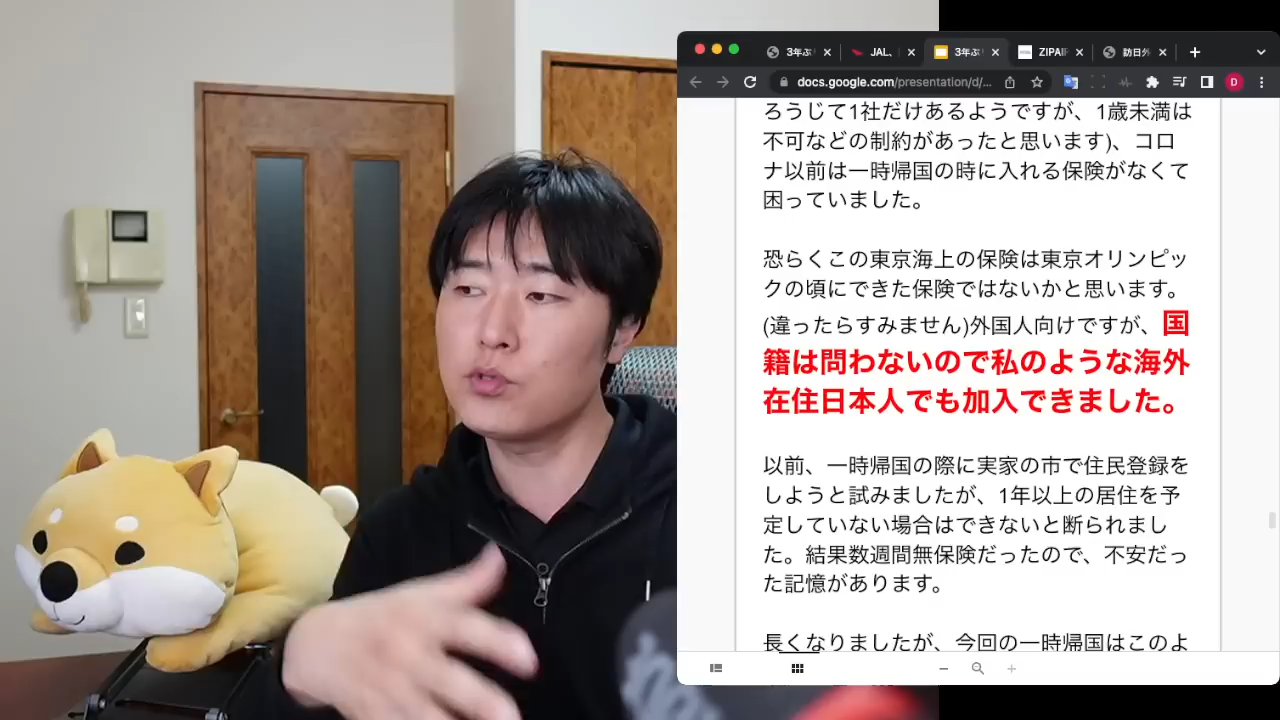 3年ぶり
JAL、
3年ぶり
ZIPAIR
訪日外
docs.google.com/presentation/d/...
D
ろうじて1社だけあるようですが、1歳未満は
不可などの制約があったと思います)、コロ
ナ以前は一時帰国の時に入れる保険がなくて
困っていました。
恐らくこの東京海上の保険は東京オリンピッ
クの頃にできた保険ではないかと思います。
(違ったらすみません)外国人向けですが、国
籍は問わないので私のような海外
在住日本人でも加入できました。
以前、一時帰国の際に実家の市で住民登録を
しようと試みましたが、1年以上の居住を予
定していない場合はできないと断られまし
た。結果数週間無保険だったので、不安だっ
た記憶があります。
長くなりましたが、今回の一時帰国はこのよ